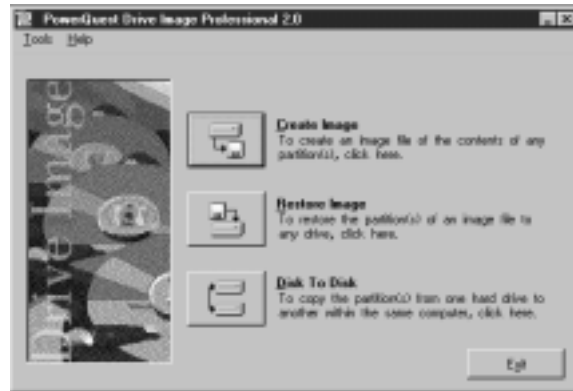 PowerQuest Drive Image Professional 2.0
Tools Help
Drive Image
Create Image
To create an image file of the contents of any
partition(s), click here.
Restore Image
To restore the partition(s) of an image file to
any drive, click here.
Disk To Disk
To copy the partition(s) from one hard drive to
another within the same computer, click here.
Exit